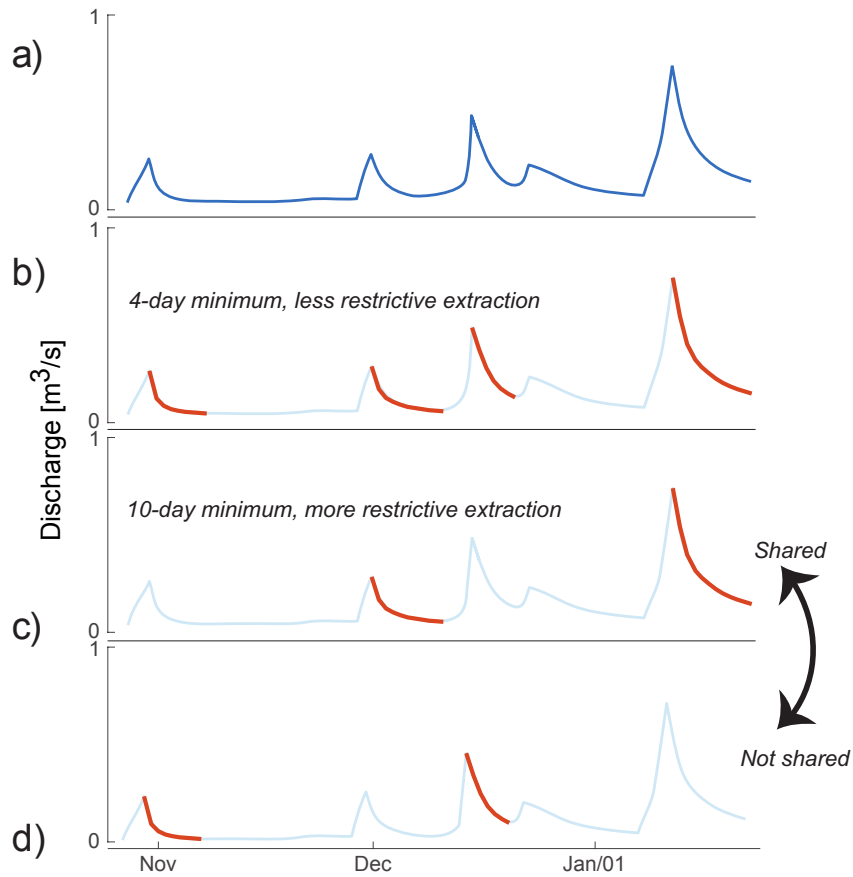 a)
1
0
b)
1
4-day minimum, less restrictive extraction
0
Discharge [m³/s]
c)
1
10-day minimum, more restrictive extraction
0
Shared
d)
1
0
Not shared
Nov
Dec
Jan/01